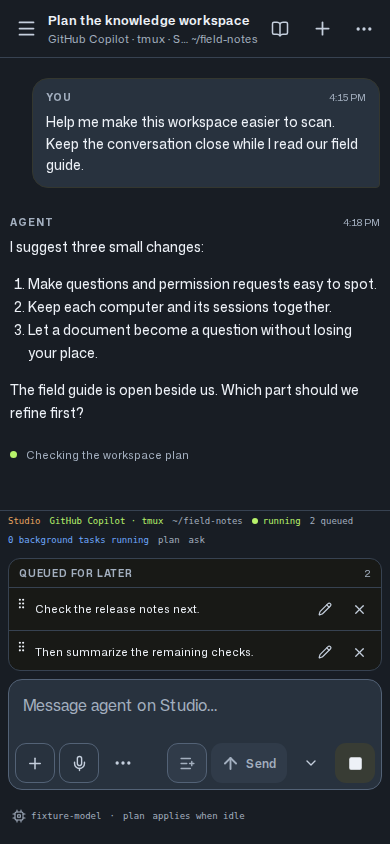 Plan the knowledge workspace
GitHub Copilot · tmux · S... ~/field-notes
YOU 4:15 PM
Help me make this workspace easier to scan.
Keep the conversation close while I read our field
guide.
AGENT 4:18 PM
I suggest three small changes:
1. Make questions and permission requests easy to spot.
2. Keep each computer and its sessions together.
3. Let a document become a question without losing
your place.
The field guide is open beside us. Which part should we
refine first?
Checking the workspace plan
Studio GitHub Copilot · tmux ~/field-notes running 2 queued
0 background tasks running plan ask
QUEUED FOR LATER 2
Check the release notes next.
Then summarize the remaining checks.
Message agent on Studio...
Send
fixture-model · plan applies when idle